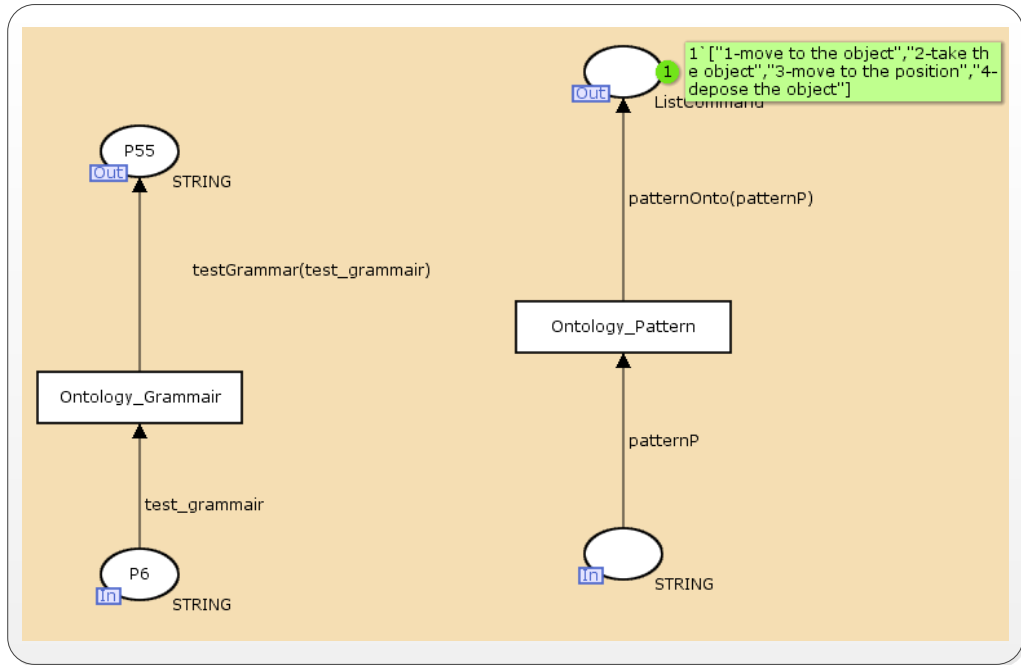 1`["1-move to the object","2-take th
e object","3-move to the position","4-
depose the object"]
1
Out
ListCommand
P55
Out
STRING
patternOnto(patternP)
testGrammar(test_grammair)
Ontology_Pattern
Ontology_Grammair
patternP
test_grammair
In
STRING
P6
In
STRING